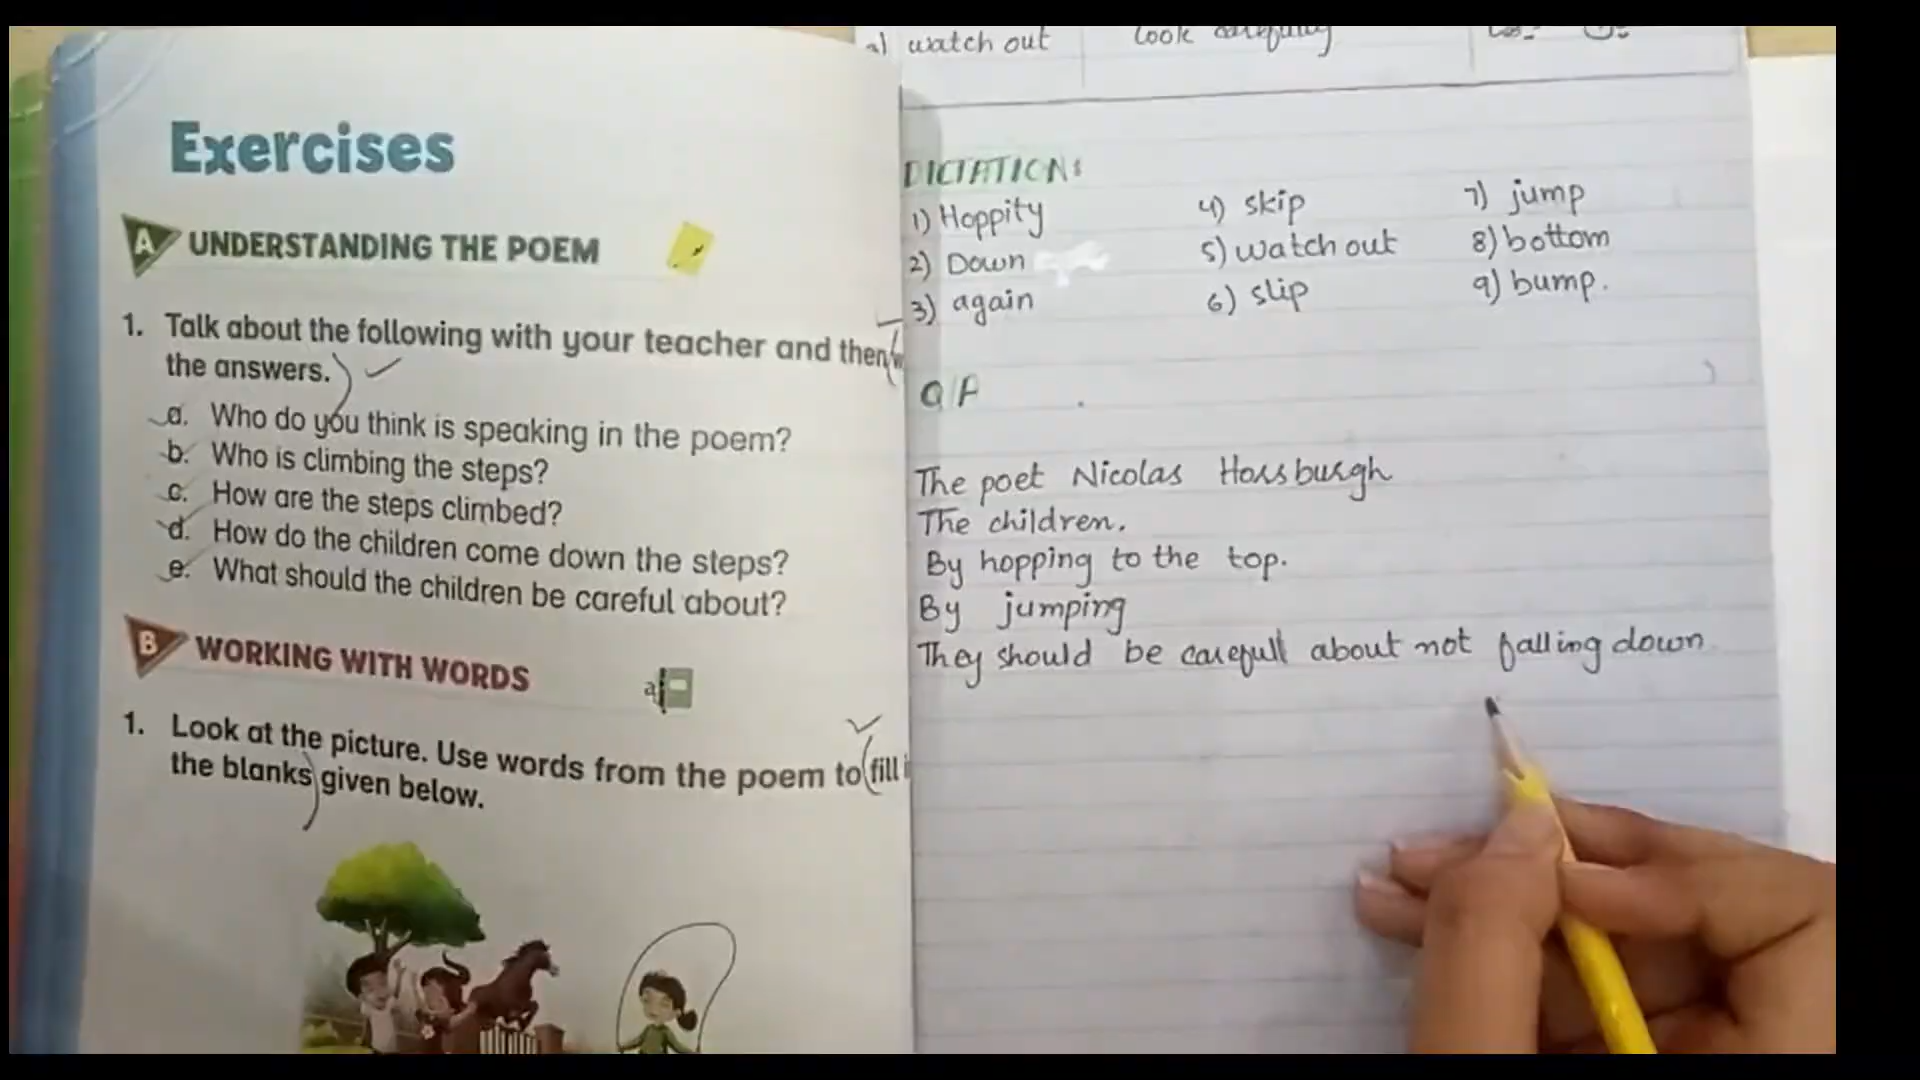 a) watch out look carefully
Exercises
A UNDERSTANDING THE POEM
1. Talk about the following with your teacher and then
the answers.
a. Who do you think is speaking in the poem?
b. Who is climbing the steps?
c. How are the steps climbed?
d. How do the children come down the steps?
e. What should the children be careful about?
B WORKING WITH WORDS
1. Look at the picture. Use words from the poem to fill
the blanks given below.
DICTATION:
1) Hoppity 4) skip 7) jump
2) Down 5) watch out 8) bottom
3) again 6) slip 9) bump.
Q/A
The poet Nicolas Horsburgh
The children.
By hopping to the top.
By jumping
They should be carefull about not falling down.